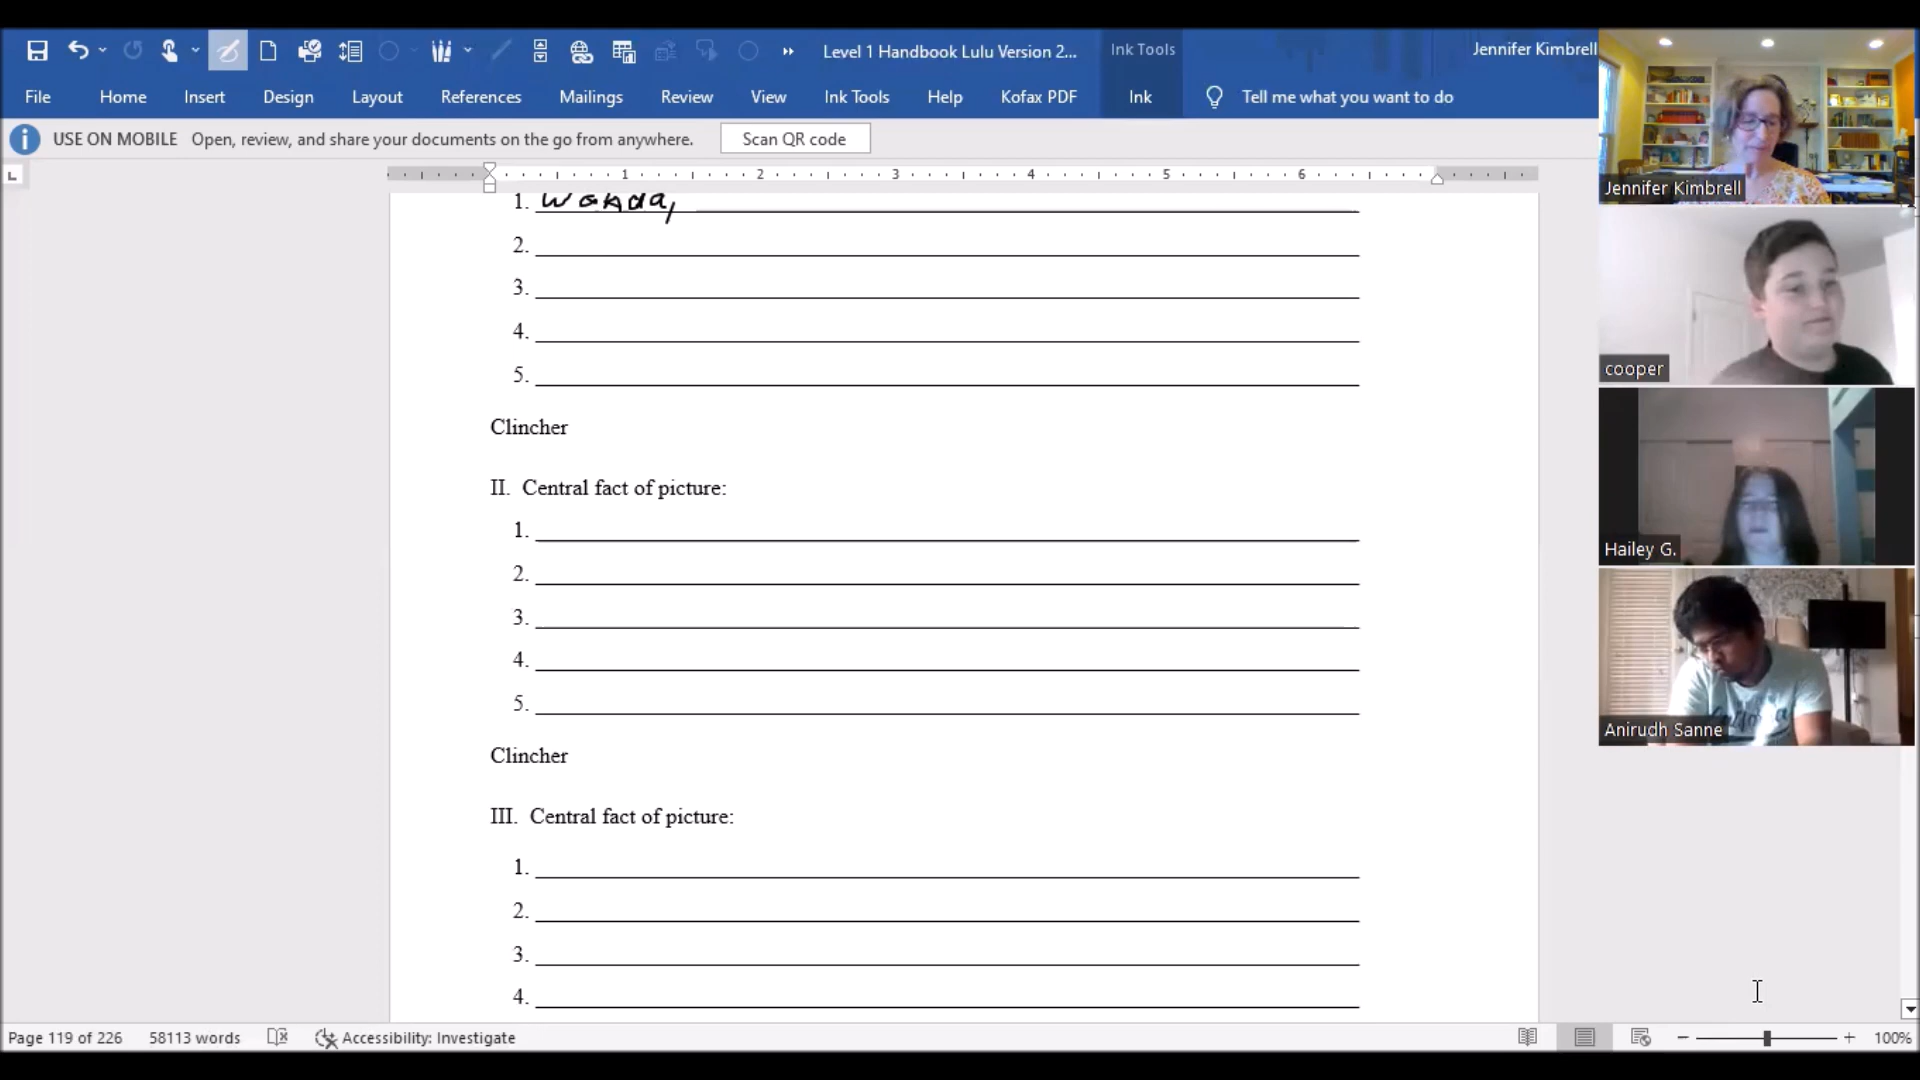 Level 1 Handbook Lulu Version 2...
Ink Tools
Jennifer Kimbrell
File Home Insert Design Layout References Mailings Review View Ink Tools Help Kofax PDF Ink Tell me what you want to do
USE ON MOBILE Open, review, and share your documents on the go from anywhere. Scan QR code
1 2 3 4 5 6
1. Wanda,
2.
3.
4.
5.
Clincher
II. Central fact of picture:
1.
2.
3.
4.
5.
Clincher
III. Central fact of picture:
1.
2.
3.
4.
Jennifer Kimbrell
cooper
Hailey G.
Anirudh Sanne
Page 119 of 226 58113 words Accessibility: Investigate 100%